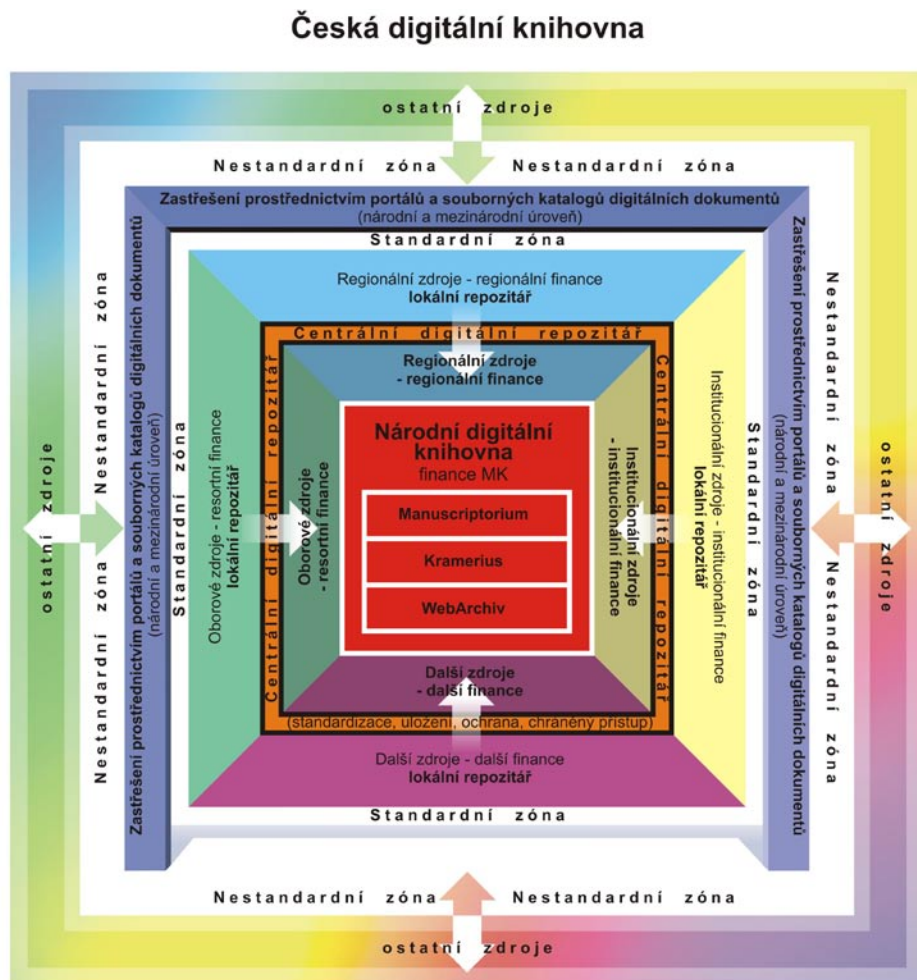 Česká digitální knihovna
ostatní zdroje
Nestandardní zóna Nestandardní zóna
Zastřešení prostřednictvím portálů a souborných katalogů digitálních dokumentů
(národní a mezinárodní úroveň)
Standardní zóna
Regionální zdroje - regionální finance
lokální repozitář
Centrální digitalní repozitář
Regionální zdroje
- regionální finance
ostatní zdroje
Nestandardní zóna Nestandardní zóna
Zastřešení prostřednictvím portálů a souborných katalogů digitálních dokumentů
(národní a mezinárodní úroveň)
Standardní zóna
Oborové zdroje - resortní finance
lokální repozitář
Centrální digitální repozitář
Oborové zdroje
- resortní finance
Národní digitální
knihovna
finance MK
Manuscriptorium
Kramerius
WebArchiv
Institucionální zdroje
- institucionální finance
Centrální digitální repozitář
Institucionální zdroje - institucionální finance
lokální repozitář
Standardní zóna
Zastřešení prostřednictvím portálů a souborných katalogů digitálních dokumentů
(národní a mezinárodní úroveň)
Nestandardní zóna Nestandardní zóna
ostatní zdroje
Další zdroje
- další finance
(standardizace, uložení, ochrana, chráněný přístup)
Další zdroje - další finance
lokální repozitář
Standardní zóna
Nestandardní zóna Nestandardní zóna
ostatní zdroje